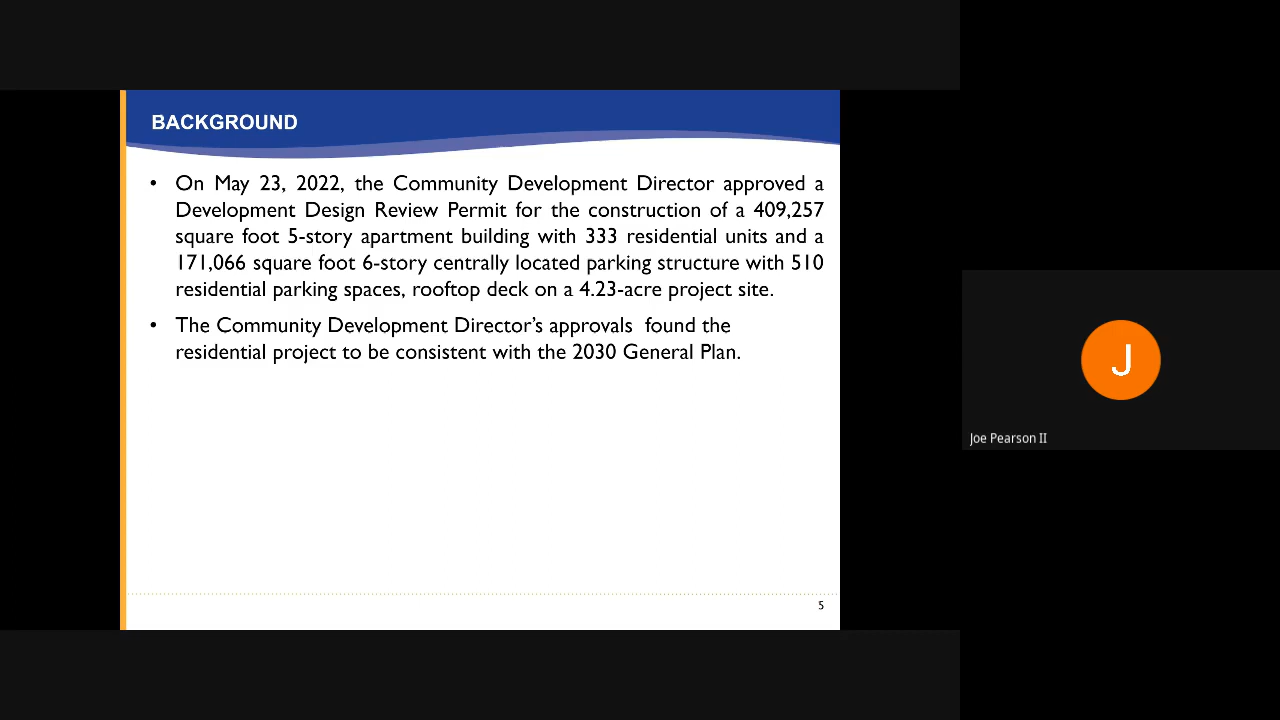 BACKGROUND
• On May 23, 2022, the Community Development Director approved a
Development Design Review Permit for the construction of a 409,257
square foot 5-story apartment building with 333 residential units and a
171,066 square foot 6-story centrally located parking structure with 510
residential parking spaces, rooftop deck on a 4.23-acre project site.
• The Community Development Director’s approvals  found the
residential project to be consistent with the 2030 General Plan.
5
J
Joe Pearson II